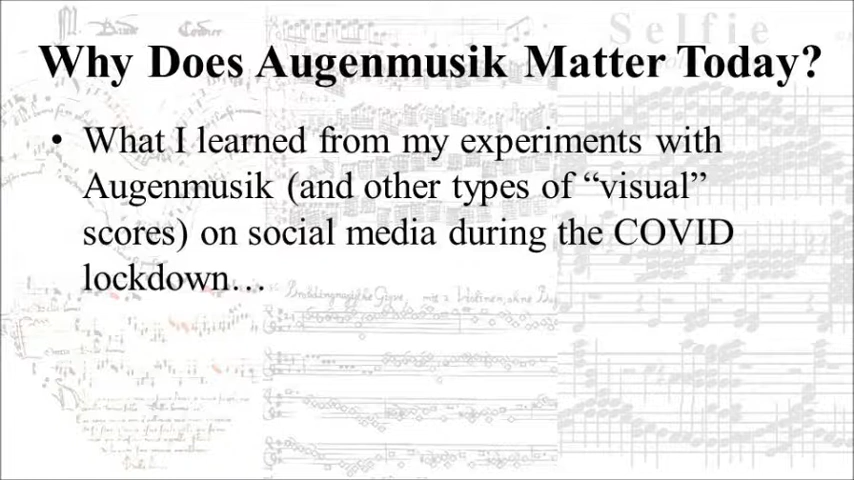 Selfie
Why Does Augenmusik Matter Today?
• What I learned from my experiments with
Augenmusik (and other types of “visual”
scores) on social media during the COVID
lockdown…